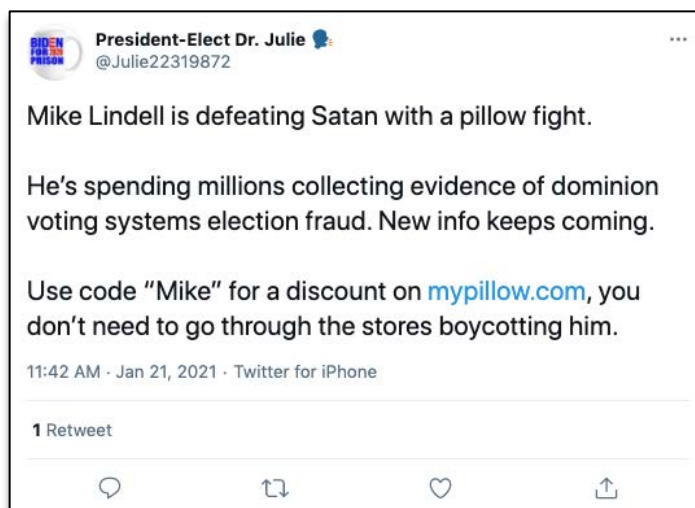 BIDEN
FOR
PRISON
President-Elect Dr. Julie
@Julie22319872
Mike Lindell is defeating Satan with a pillow fight.
He’s spending millions collecting evidence of dominion
voting systems election fraud. New info keeps coming.
Use code “Mike” for a discount on mypillow.com, you
don’t need to go through the stores boycotting him.
11:42 AM · Jan 21, 2021 · Twitter for iPhone
1 Retweet